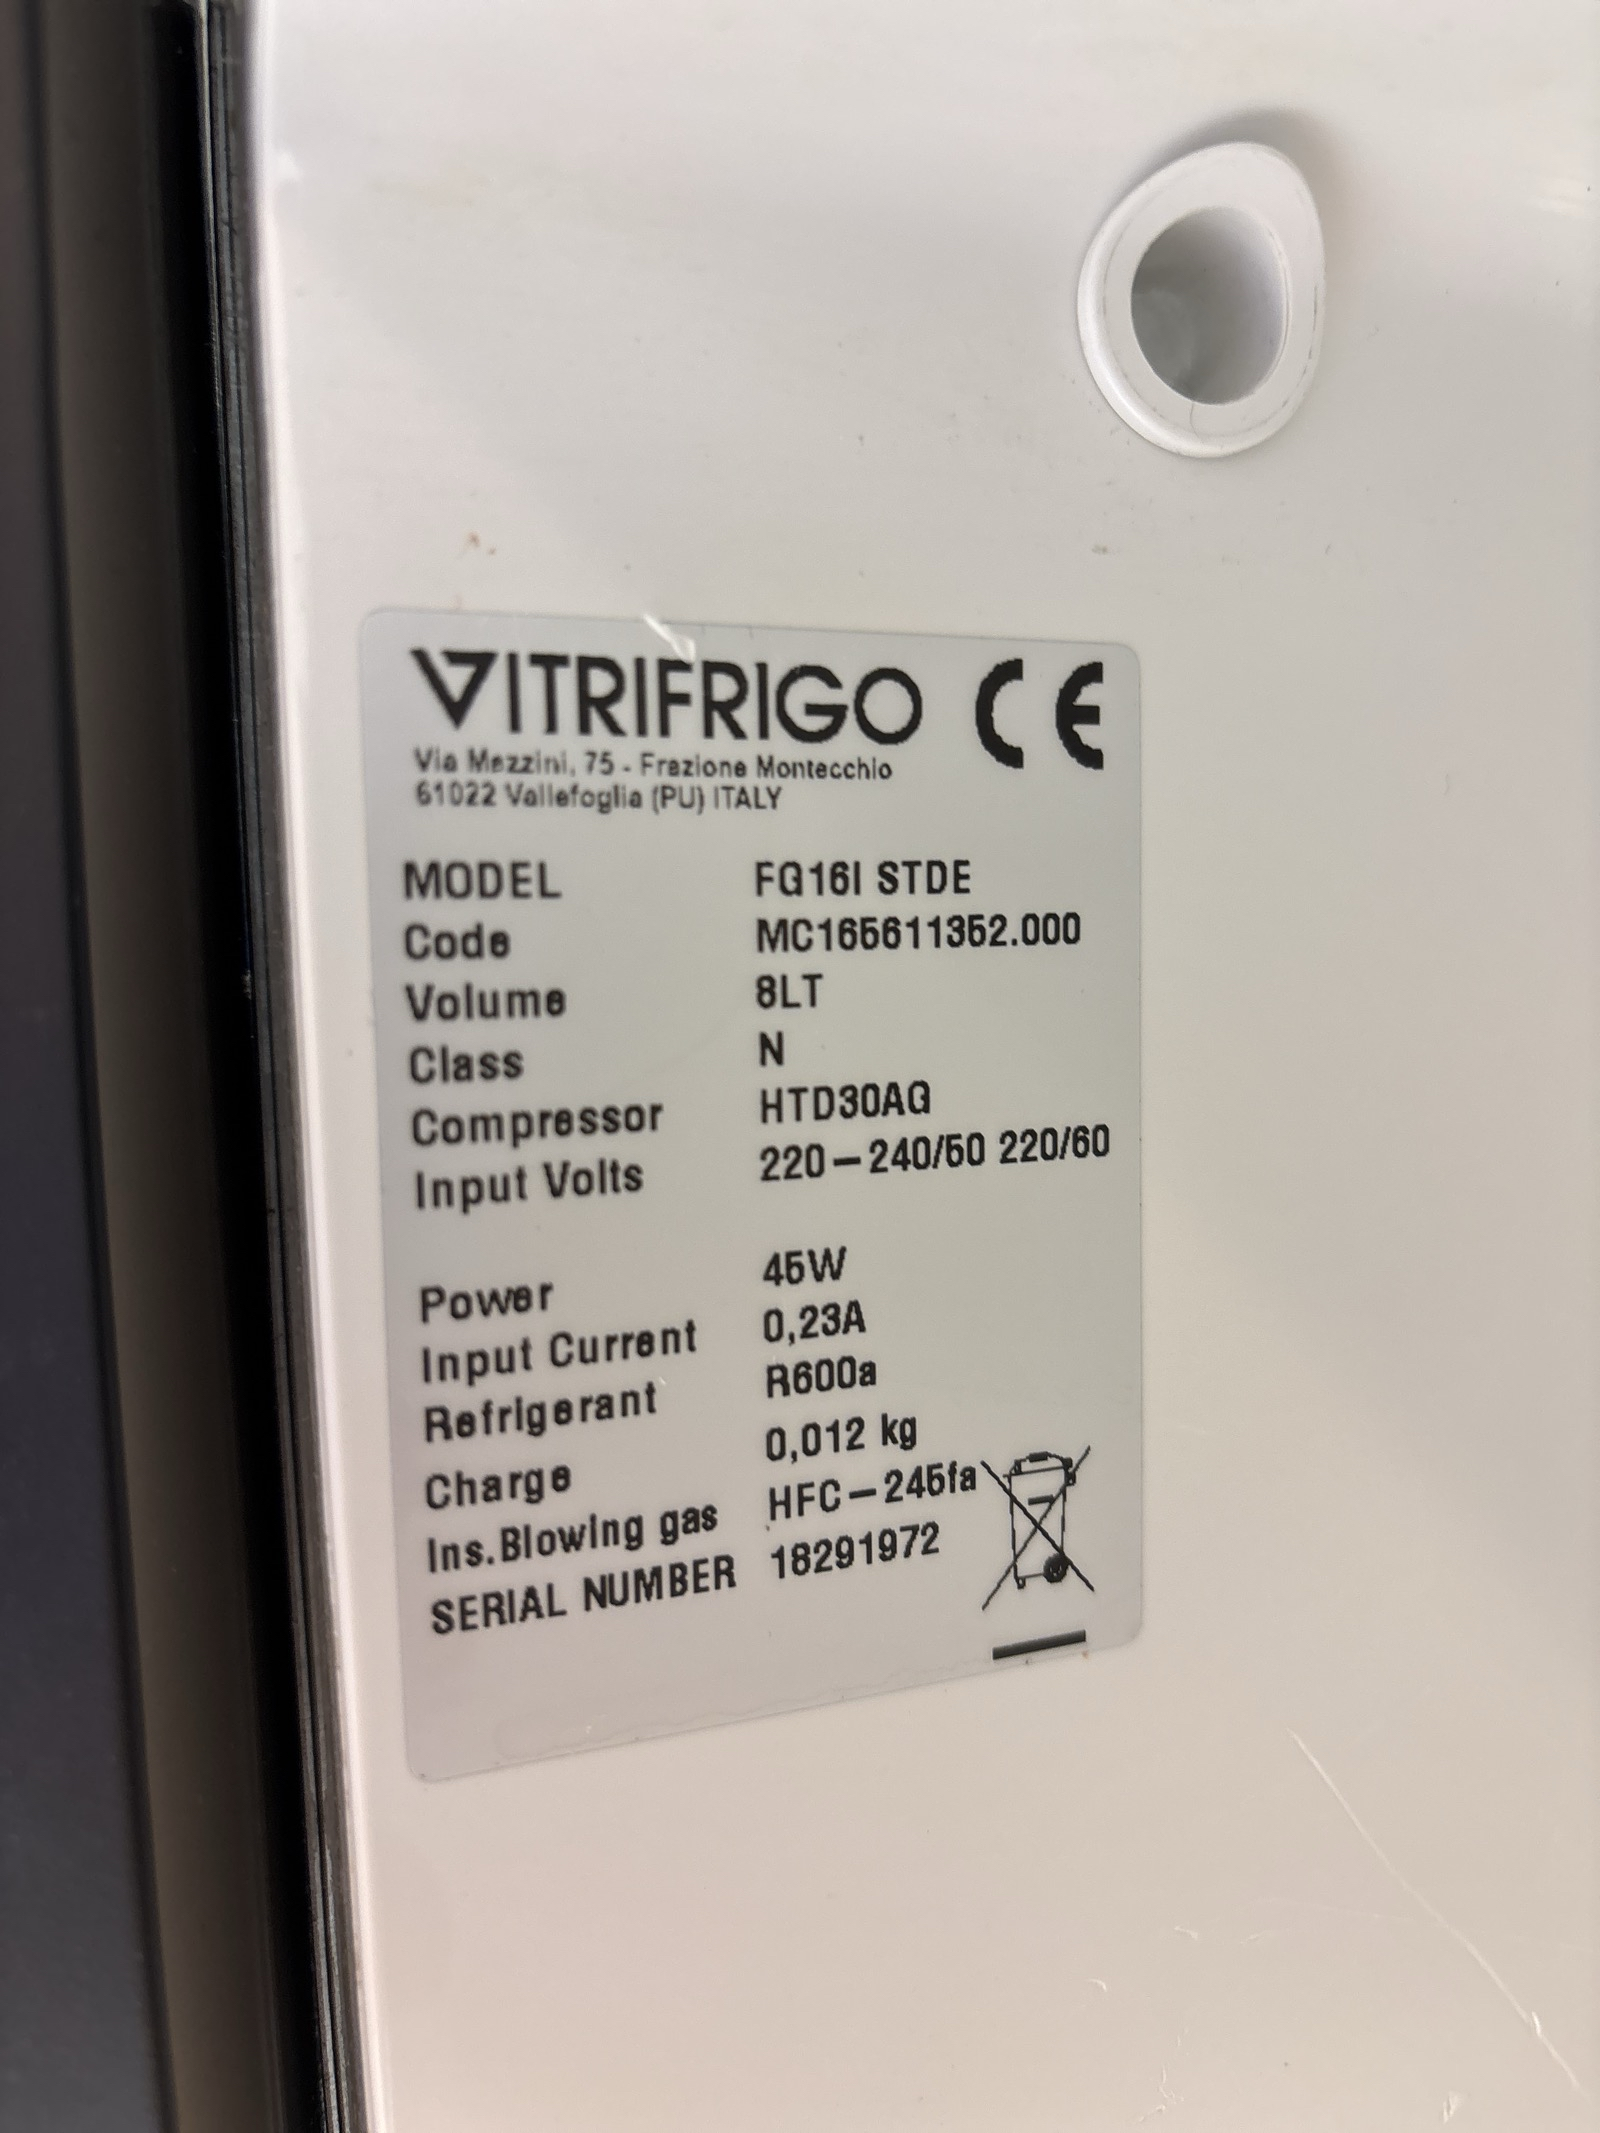 VITRIFRIGO CE
Via Mazzini, 75 - Frazione Montecchio
61022 Vallefoglia (PU) ITALY
MODEL FG16I STDE
Code MC165611352.000
Volume 8LT
Class N
Compressor HTD30AG
Input Volts 220-240/50 220/60
Power 45W
Input Current 0,23A
Refrigerant R600a
Charge 0,012 kg
Ins.Blowing gas HFC-245fa
SERIAL NUMBER 18291972